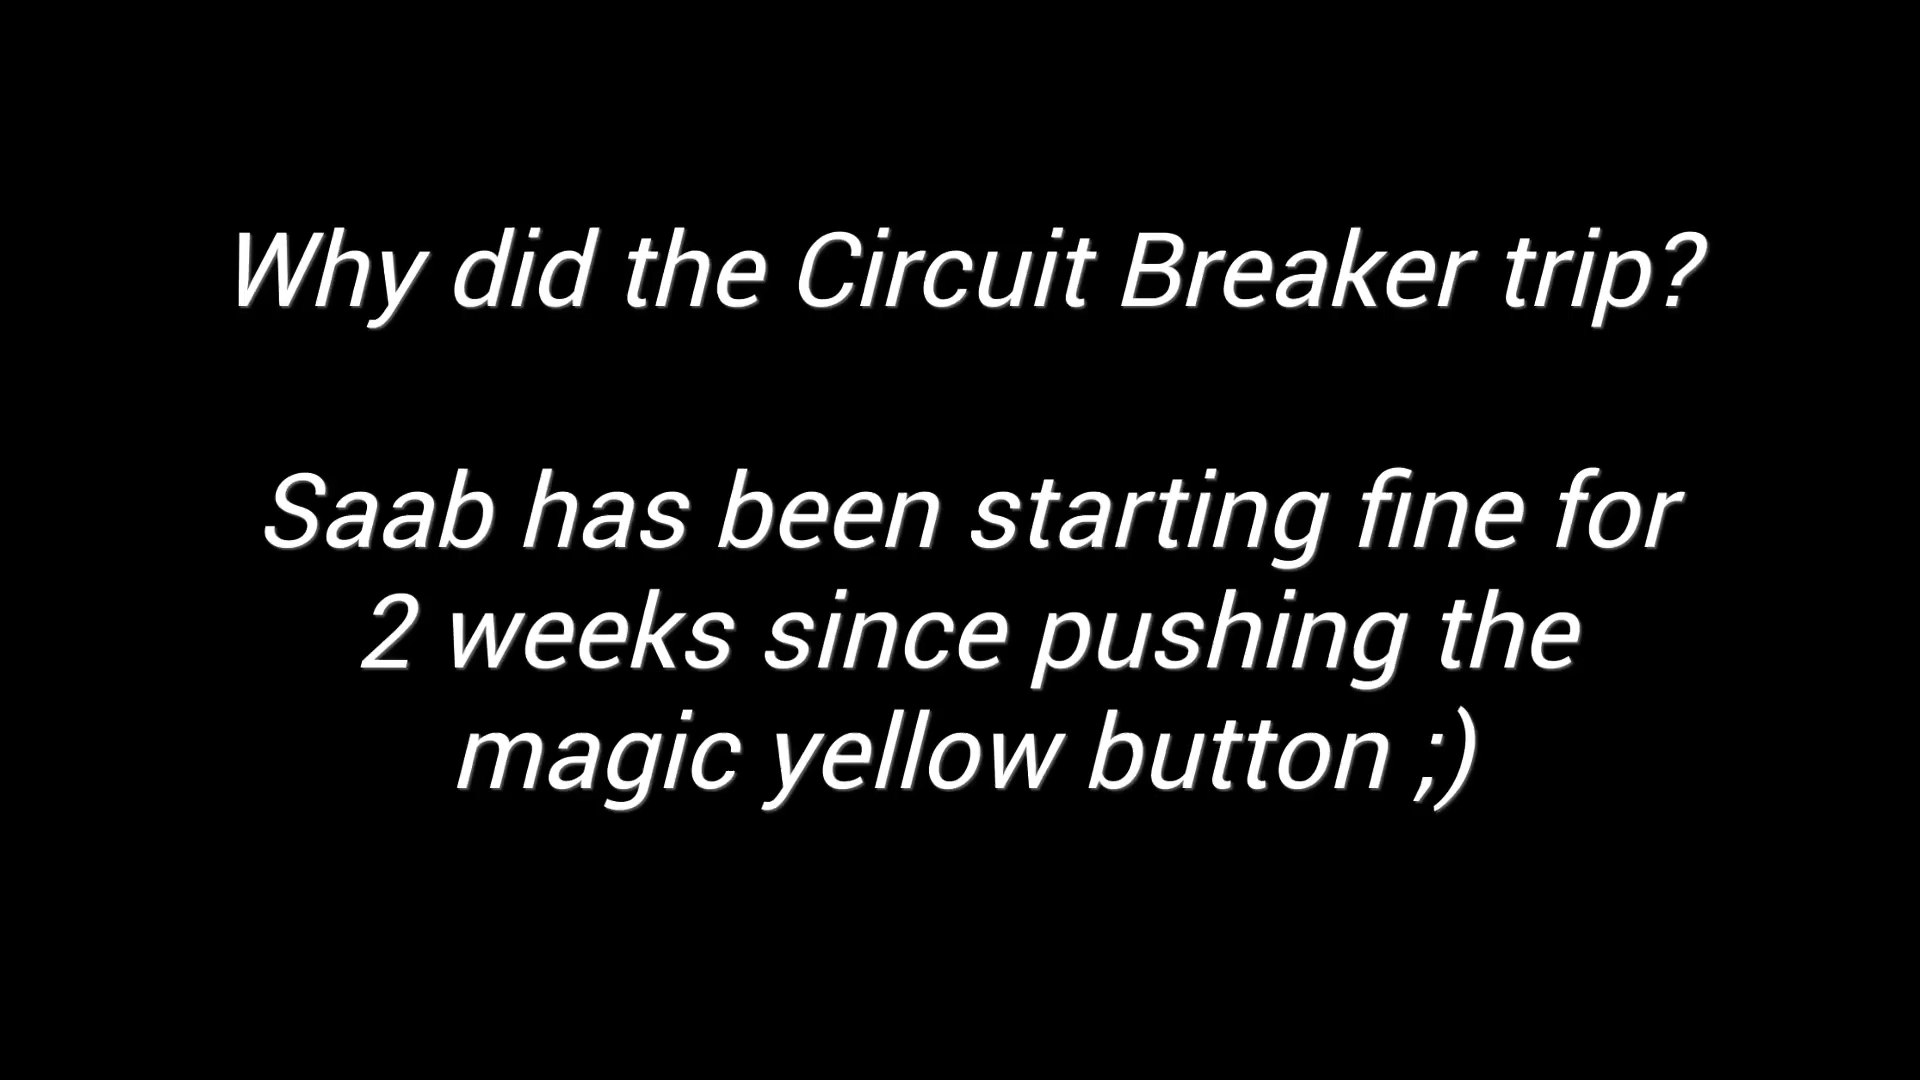 Why did the Circuit Breaker trip?
Saab has been starting fine for
2 weeks since pushing the
magic yellow button ;)